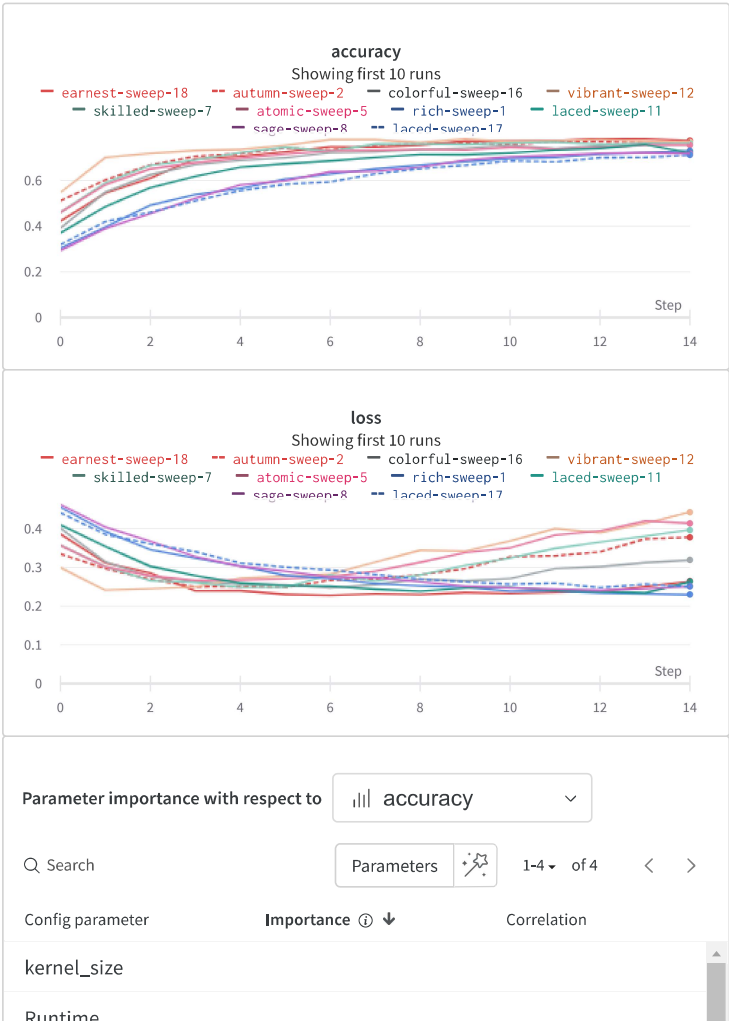 accuracy
Showing first 10 runs
earnest-sweep-18 autumn-sweep-2 colorful-sweep-16 vibrant-sweep-12
skilled-sweep-7 atomic-sweep-5 rich-sweep-1 laced-sweep-11
sage-sweep-8 laced-sweep-17
0.6
0.4
0.2
Step
0
0 2 4 6 8 10 12 14
loss
Showing first 10 runs
earnest-sweep-18 autumn-sweep-2 colorful-sweep-16 vibrant-sweep-12
skilled-sweep-7 atomic-sweep-5 rich-sweep-1 laced-sweep-11
sage-sweep-8 laced-sweep-17
0.4
0.3
0.2
0.1
Step
0
0 2 4 6 8 10 12 14
Parameter importance with respect to accuracy
Search Parameters 1-4 of 4
Config parameter Importance Correlation
kernel_size
Runtime